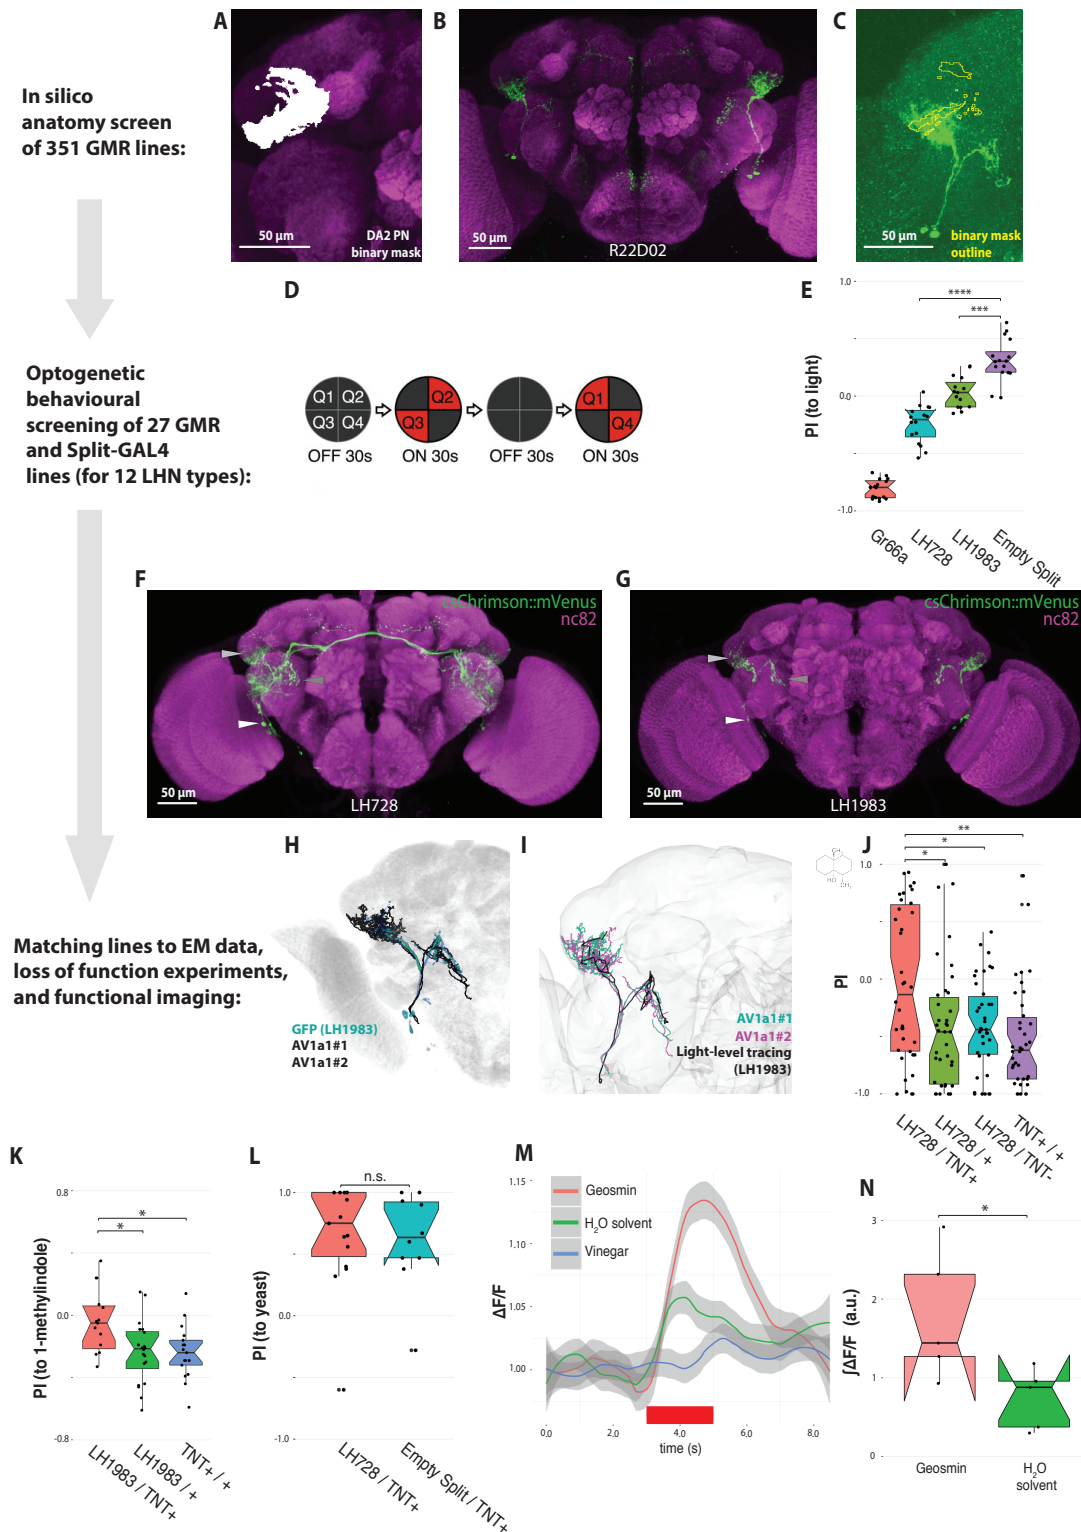 In silico
anatomy screen
of 351 GMR lines:
A
50 µm
DA2 PN
binary mask
B
50 µm
R22D02
C
50 µm
binary mask
outline
Optogenetic
behavioural
screening of 27 GMR
and Split-GAL4
lines (for 12 LHN types):
D
Q1 Q2
Q3 Q4
Q2
Q3
Q1
Q4
OFF 30s
ON 30s
OFF 30s
ON 30s
E
PI (to light)
1.0
0.0
-1.0
****
***
Gr66a
LH728
LH1983
Empty Split
F
csChrimson::mVenus
nc82
50 µm
LH728
G
csChrimson::mVenus
nc82
50 µm
LH1983
Matching lines to EM data,
loss of function experiments,
and functional imaging:
H
GFP (LH1983)
AV1a1#1
AV1a1#2
I
AV1a1#1
AV1a1#2
Light-level tracing
(LH1983)
J
CH₃
OH
CH₃
PI
1.0
0.0
-1.0
**
*
*
LH728 / TNT+
LH728 / +
LH728 / TNT-
TNT+ / +
K
PI (to 1-methylindole)
0.8
0.0
-0.8
*
*
LH1983 / TNT+
LH1983 / +
TNT+ / +
L
PI (to yeast)
1.0
0.0
-1.0
n.s.
LH728 / TNT+
Empty Split / TNT+
M
ΔF/F
1.15
1.10
1.05
1.00
Geosmin
H₂O solvent
Vinegar
0.0
2.0
4.0
6.0
8.0
time (s)
N
∫ΔF/F (a.u.)
3
2
1
0
*
Geosmin
H₂O
solvent